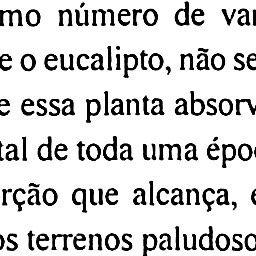 mo número de va
e o eucalipto, não se
e essa planta absorv
tal de toda uma épo
rção que alcança, e
os terrenos paludoso